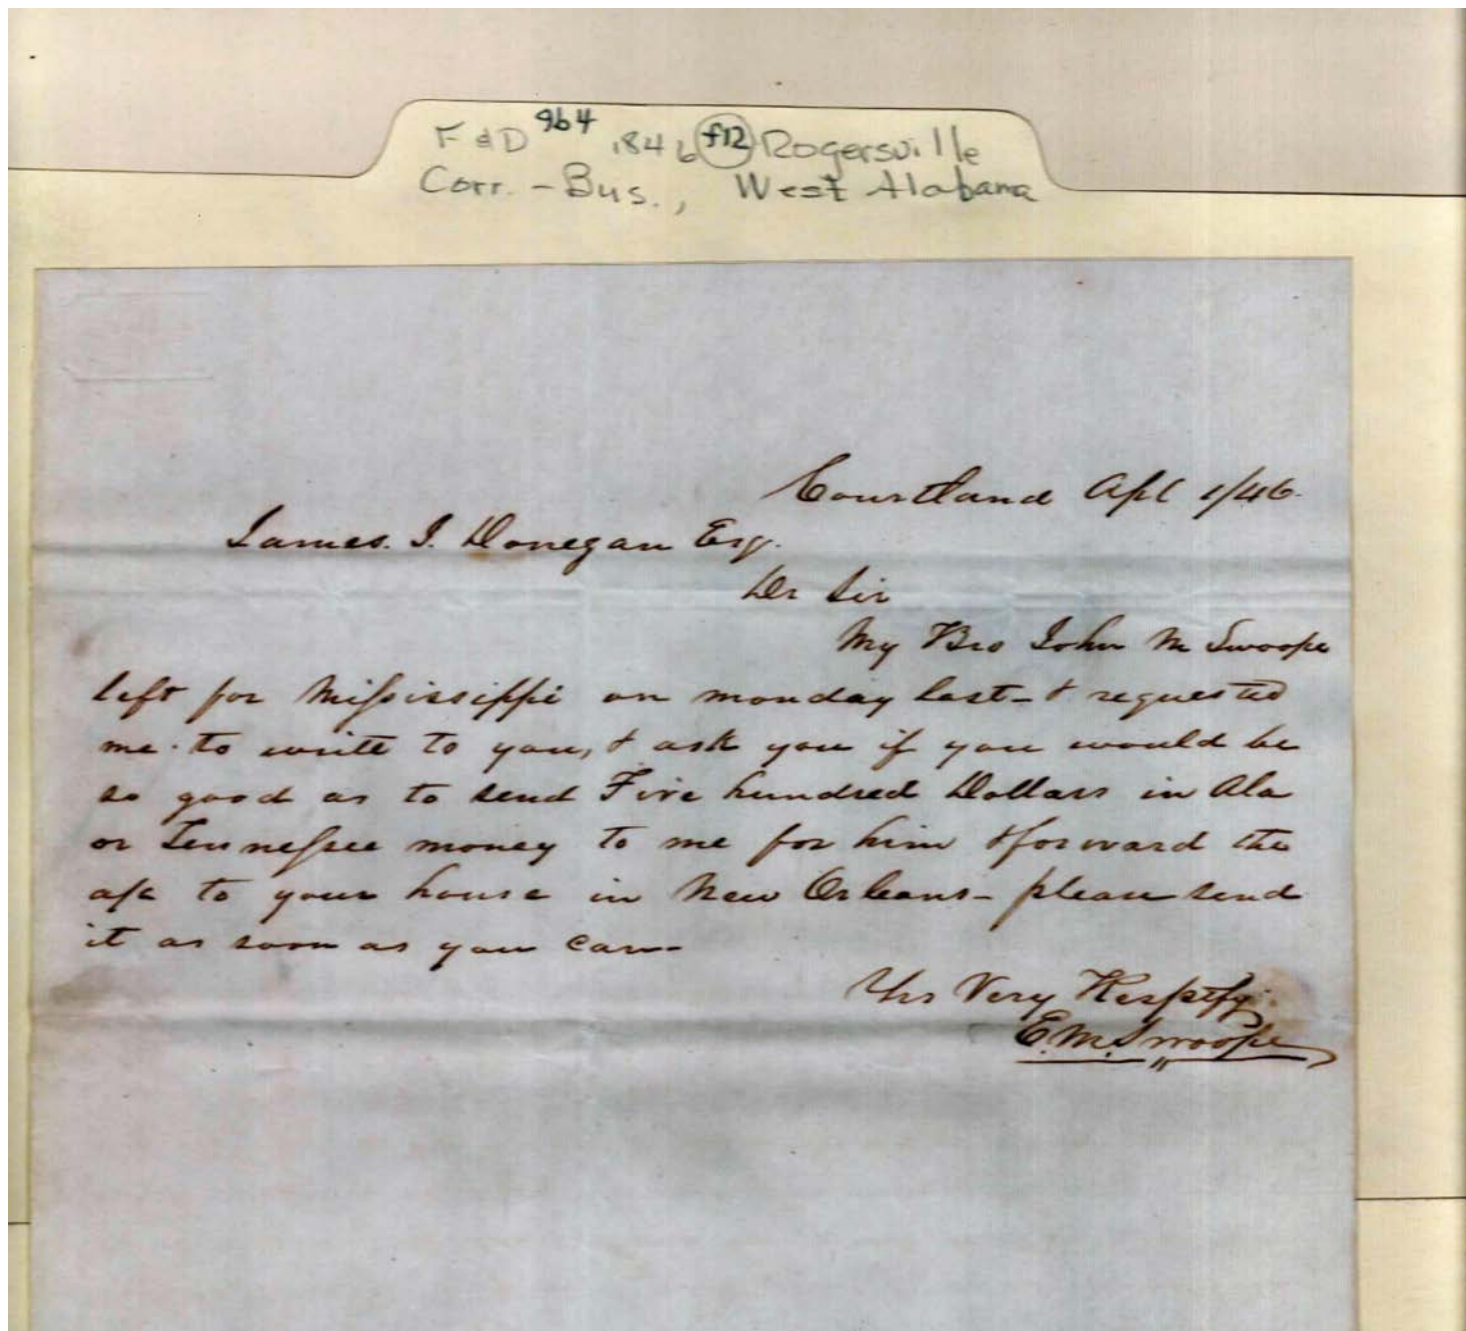 F & D 9b4 1846 f12 Rogersville
Corr. - Bus., West Alabama
Courtland Apl 1/46.
James. J. Donegan Esq.
Dr Sir
My Bro John M Swoope
left for Mississippi on monday last - & requested
me to write to you, & ask you if you would be
so good as to send Five hundred Dollars in Ala
or Tennessee money to me for him & forward the
a/c to your house in New Orleans - please send
it as soon as you can -
Yrs Very Respctfy.
E. M. Swoope